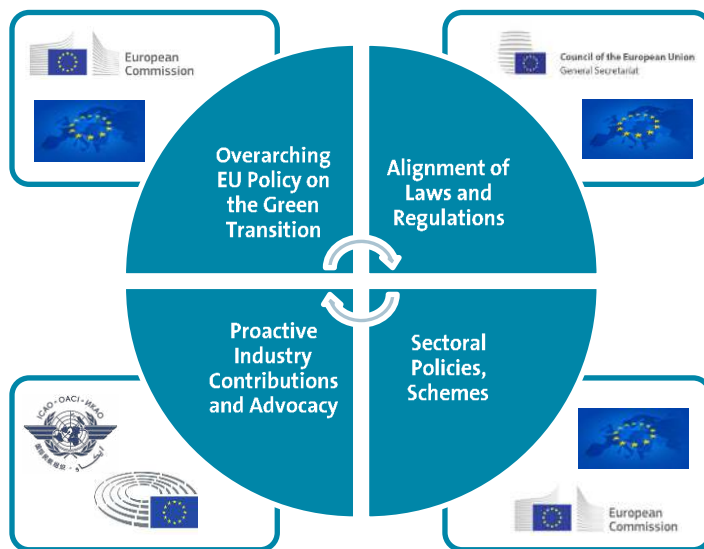 European
Commission
Council of the European Union
General Secretariat
Overarching
EU Policy on
the Green
Transition
Alignment of
Laws and
Regulations
Proactive
Industry
Contributions
and Advocacy
Sectoral
Policies,
Schemes
ICAO · OACI · ИКАО
European
Commission